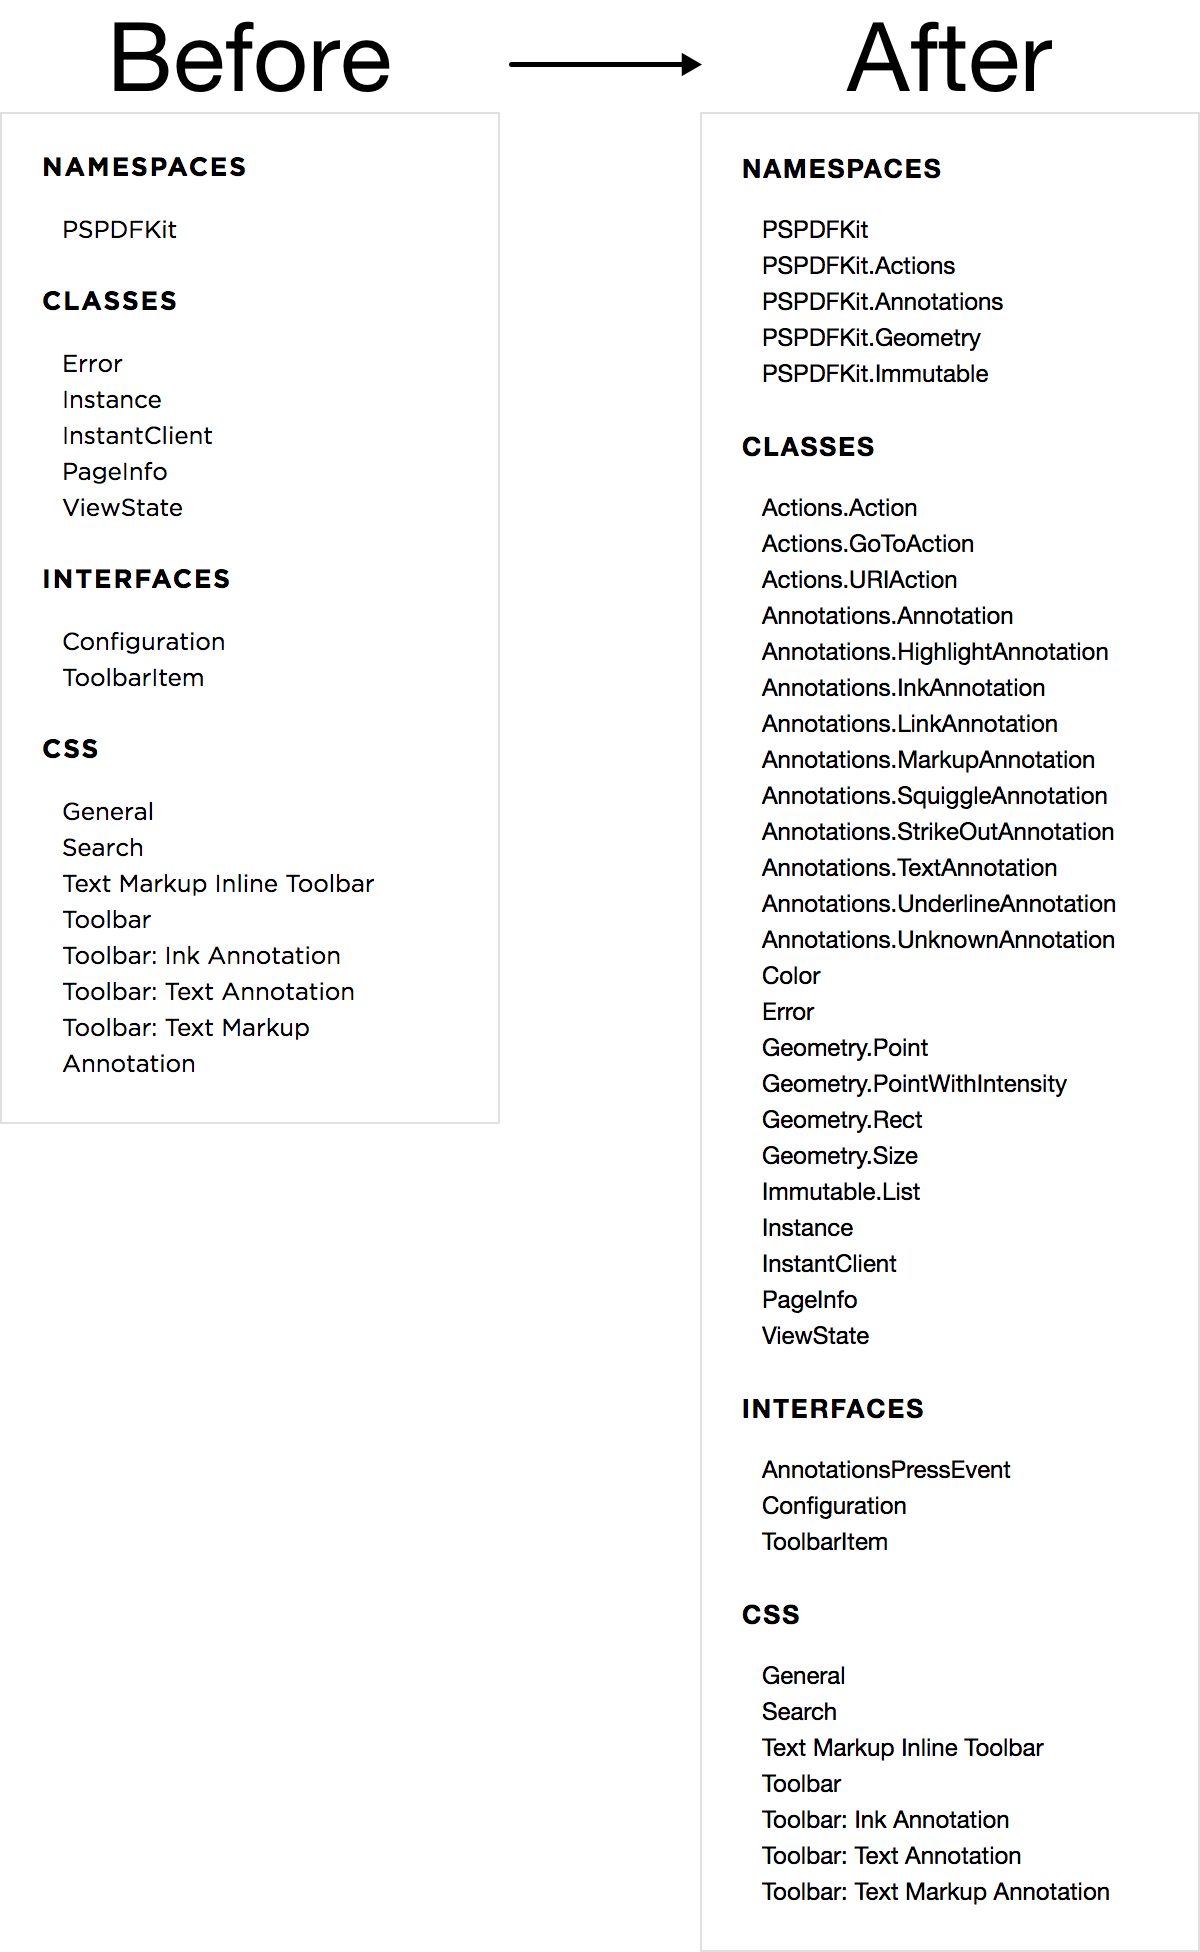 Before
After
NAMESPACES
PSPDFKit
CLASSES
Error
Instance
InstantClient
PageInfo
ViewState
INTERFACES
Configuration
ToolbarItem
CSS
General
Search
Text Markup Inline Toolbar
Toolbar
Toolbar: Ink Annotation
Toolbar: Text Annotation
Toolbar: Text Markup
Annotation
NAMESPACES
PSPDFKit
PSPDFKit.Actions
PSPDFKit.Annotations
PSPDFKit.Geometry
PSPDFKit.Immutable
CLASSES
Actions.Action
Actions.GoToAction
Actions.URIAction
Annotations.Annotation
Annotations.HighlightAnnotation
Annotations.InkAnnotation
Annotations.LinkAnnotation
Annotations.MarkupAnnotation
Annotations.SquiggleAnnotation
Annotations.StrikeOutAnnotation
Annotations.TextAnnotation
Annotations.UnderlineAnnotation
Annotations.UnknownAnnotation
Color
Error
Geometry.Point
Geometry.PointWithIntensity
Geometry.Rect
Geometry.Size
Immutable.List
Instance
InstantClient
PageInfo
ViewState
INTERFACES
AnnotationsPressEvent
Configuration
ToolbarItem
CSS
General
Search
Text Markup Inline Toolbar
Toolbar
Toolbar: Ink Annotation
Toolbar: Text Annotation
Toolbar: Text Markup Annotation